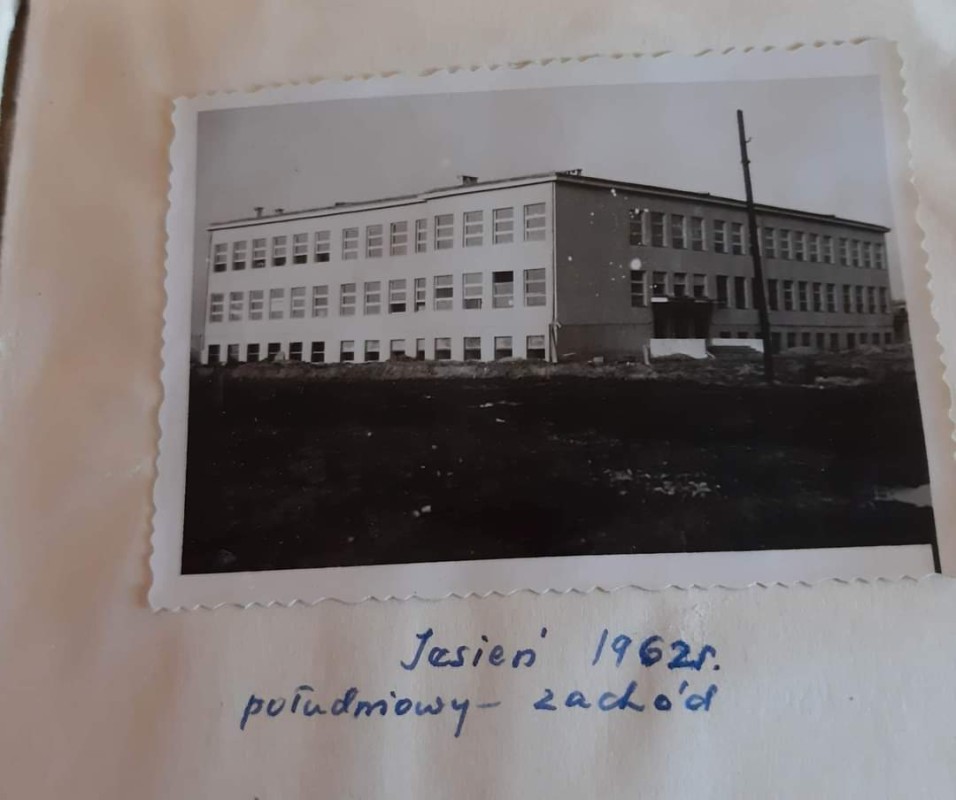 Jesień 1962r.
południowy - zachód